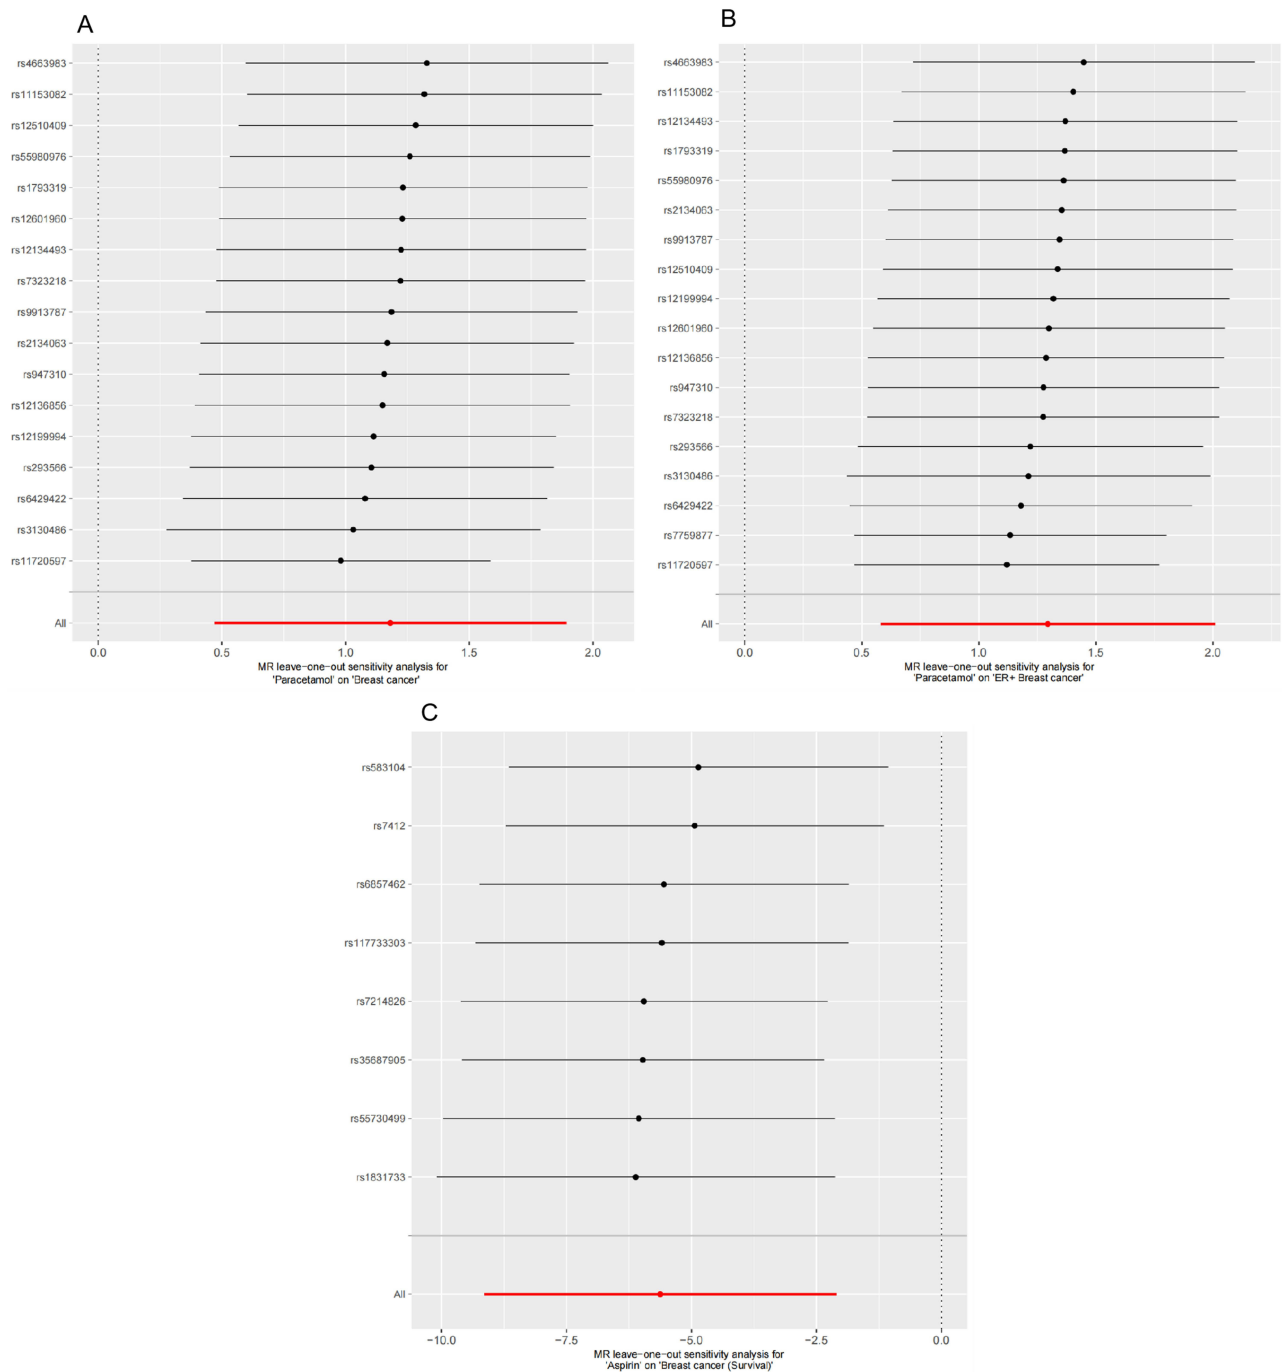 A
rs4663983
rs11153082
rs12510409
rs55980976
rs1793319
rs12601960
rs12134493
rs7323218
rs9913787
rs2134063
rs947310
rs12136856
rs12199994
rs293566
rs6429422
rs3130486
rs11720597
All
0.0 0.5 1.0 1.5 2.0
MR leave-one-out sensitivity analysis for
'Paracetamol' on 'Breast cancer'
B
rs4663983
rs11153082
rs12134493
rs1793319
rs55980976
rs2134063
rs9913787
rs12510409
rs12199994
rs12601960
rs12136856
rs947310
rs7323218
rs293566
rs3130486
rs6429422
rs7759877
rs11720597
All
0.0 0.5 1.0 1.5 2.0
MR leave-one-out sensitivity analysis for
'Paracetamol' on 'ER+ Breast cancer'
C
rs583104
rs7412
rs6857462
rs117733303
rs7214826
rs35687905
rs55730499
rs1831733
All
−10.0 −7.5 −5.0 −2.5 0.0
MR leave-one-out sensitivity analysis for
'Aspirin' on 'Breast cancer (Survival)'